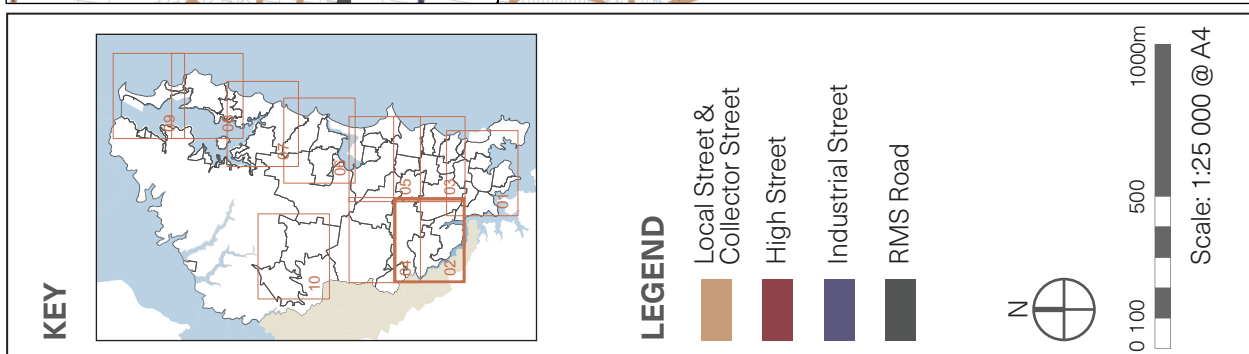 KEY
01
02
03
04
05
06
07
08
09
10
LEGEND
Local Street &
Collector Street
High Street
Industrial Street
RMS Road
N
0 100
500
1000m
Scale: 1:25 000 @ A4